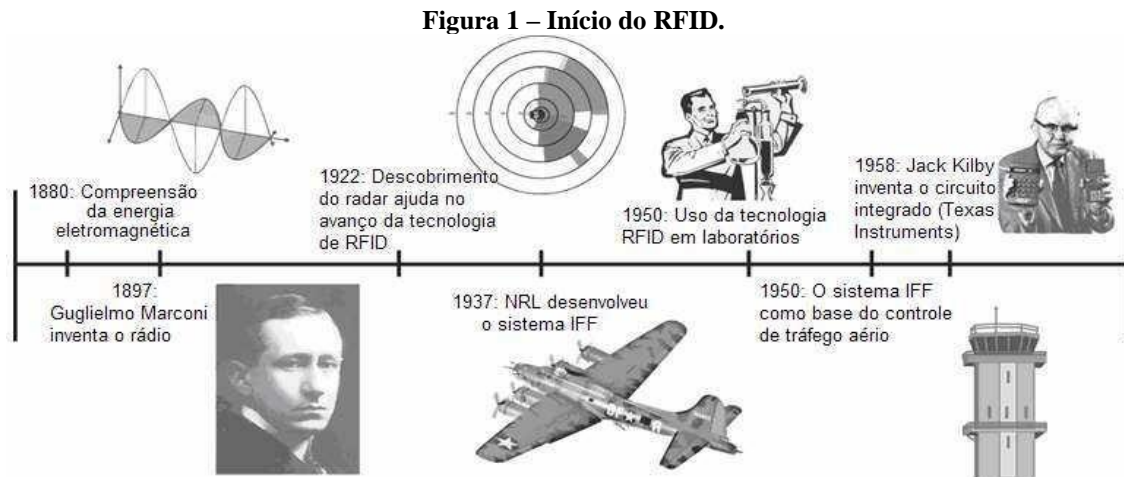 Figura 1 – Início do RFID.
1880: Compreensão
da energia
eletromagnética
1922: Descobrimento
do radar ajuda no
avanço da tecnologia
de RFID
1950: Uso da tecnologia
RFID em laboratórios
1958: Jack Kilby
inventa o circuito
integrado (Texas
Instruments)
1897:
Guglielmo Marconi
inventa o rádio
1937: NRL desenvolveu
o sistema IFF
1950: O sistema IFF
como base do controle
de tráfego aério